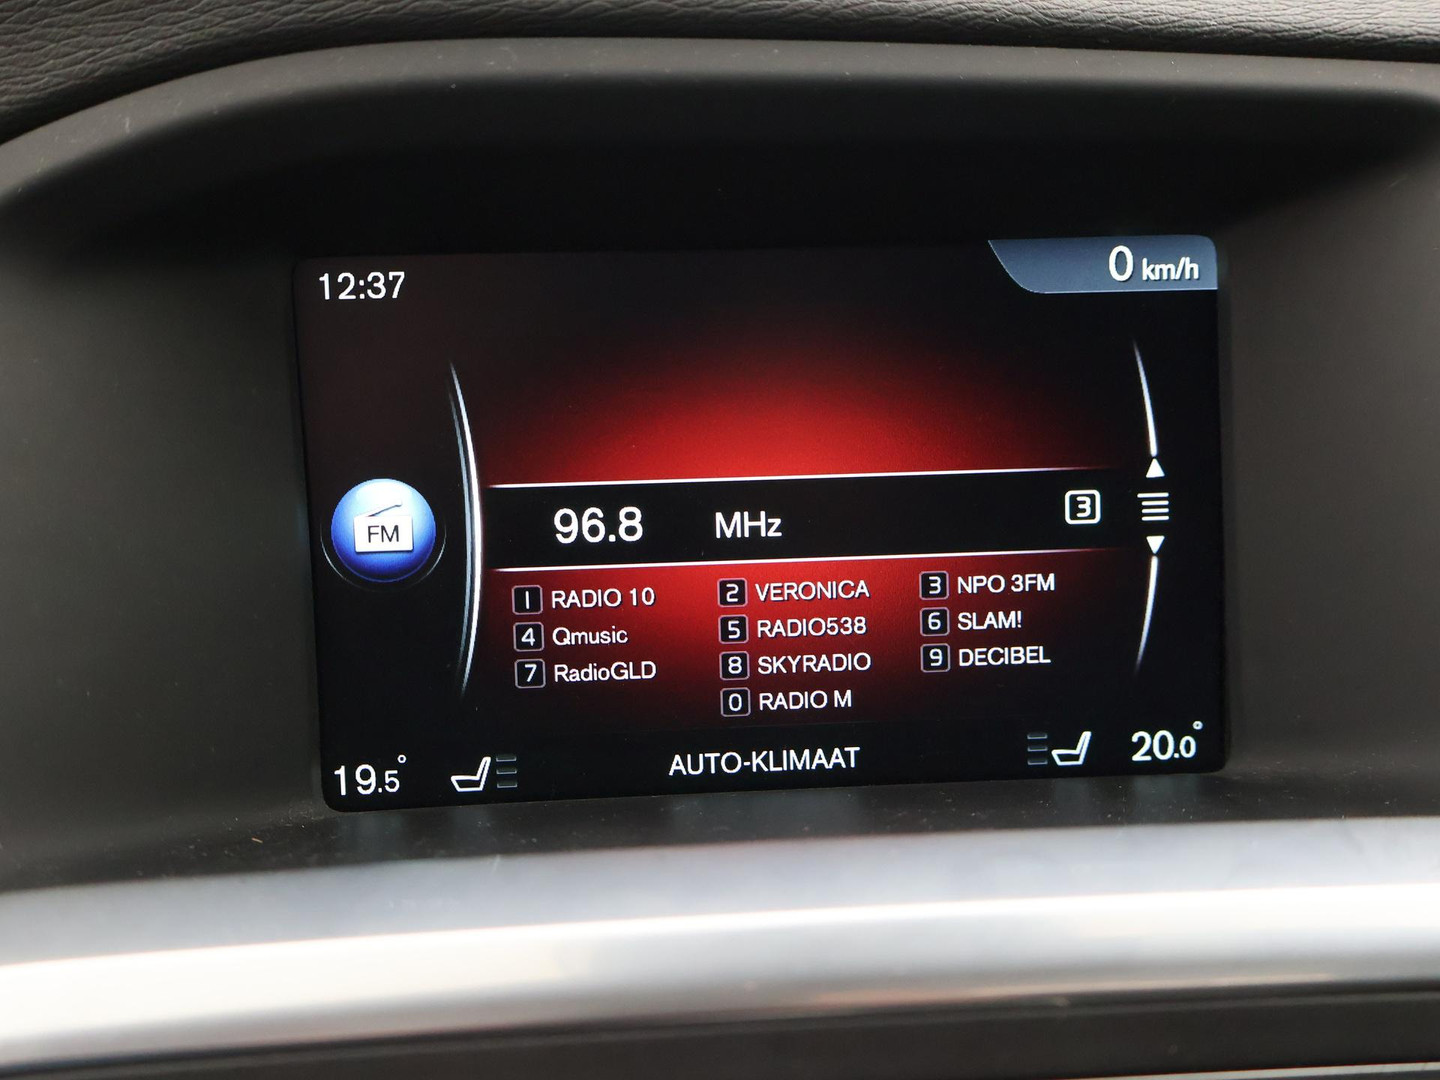 12:37
0 km/h
FM
96.8 MHz 3
1 RADIO 10 2 VERONICA 3 NPO 3FM
4 Qmusic 5 RADIO538 6 SLAM!
7 RadioGLD 8 SKYRADIO 9 DECIBEL
0 RADIO M
19.5° AUTO-KLIMAAT 20.0°